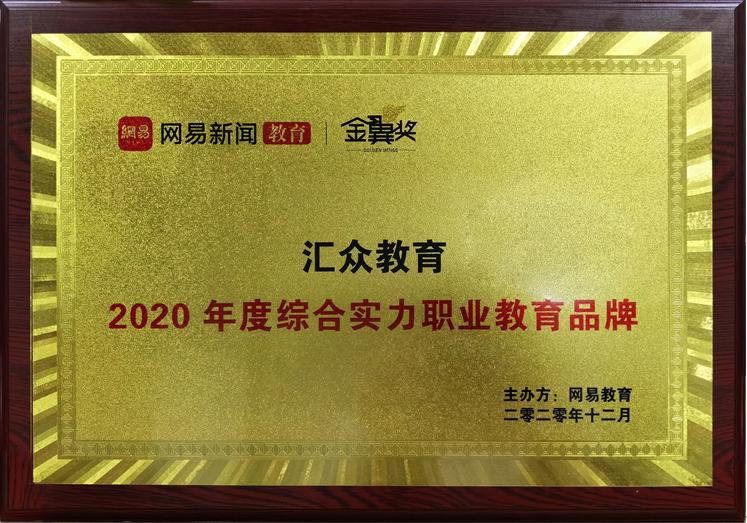 網易 网易新闻 教育 金翼奖
GOLDEN WINGS
汇众教育
2020 年度综合实力职业教育品牌
主办方：网易教育
二零二零年十二月